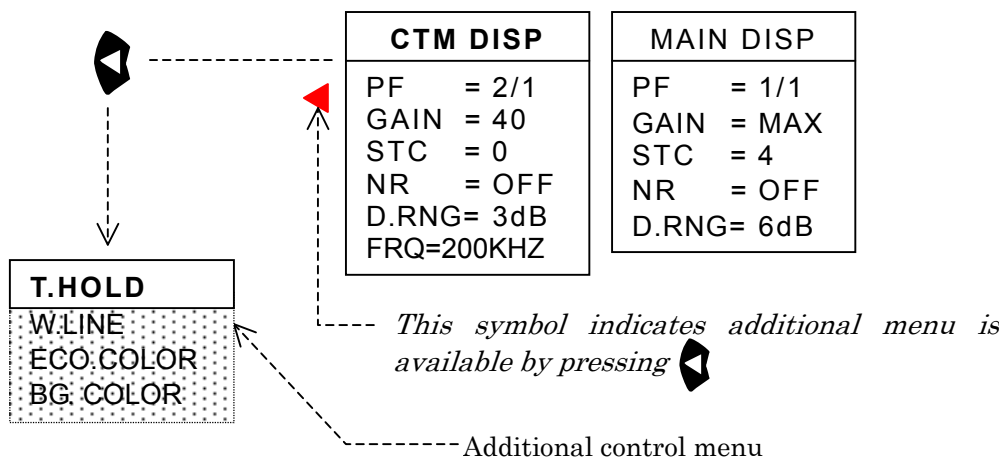 CTM DISP
PF = 2/1
GAIN = 40
STC = 0
NR = OFF
D.RNG= 3dB
FRQ=200KHZ
MAIN DISP
PF = 1/1
GAIN = MAX
STC = 4
NR = OFF
D.RNG= 6dB
T.HOLD
W.LINE
ECO.COLOR
BG. COLOR
This symbol indicates additional menu is
available by pressing
Additional control menu